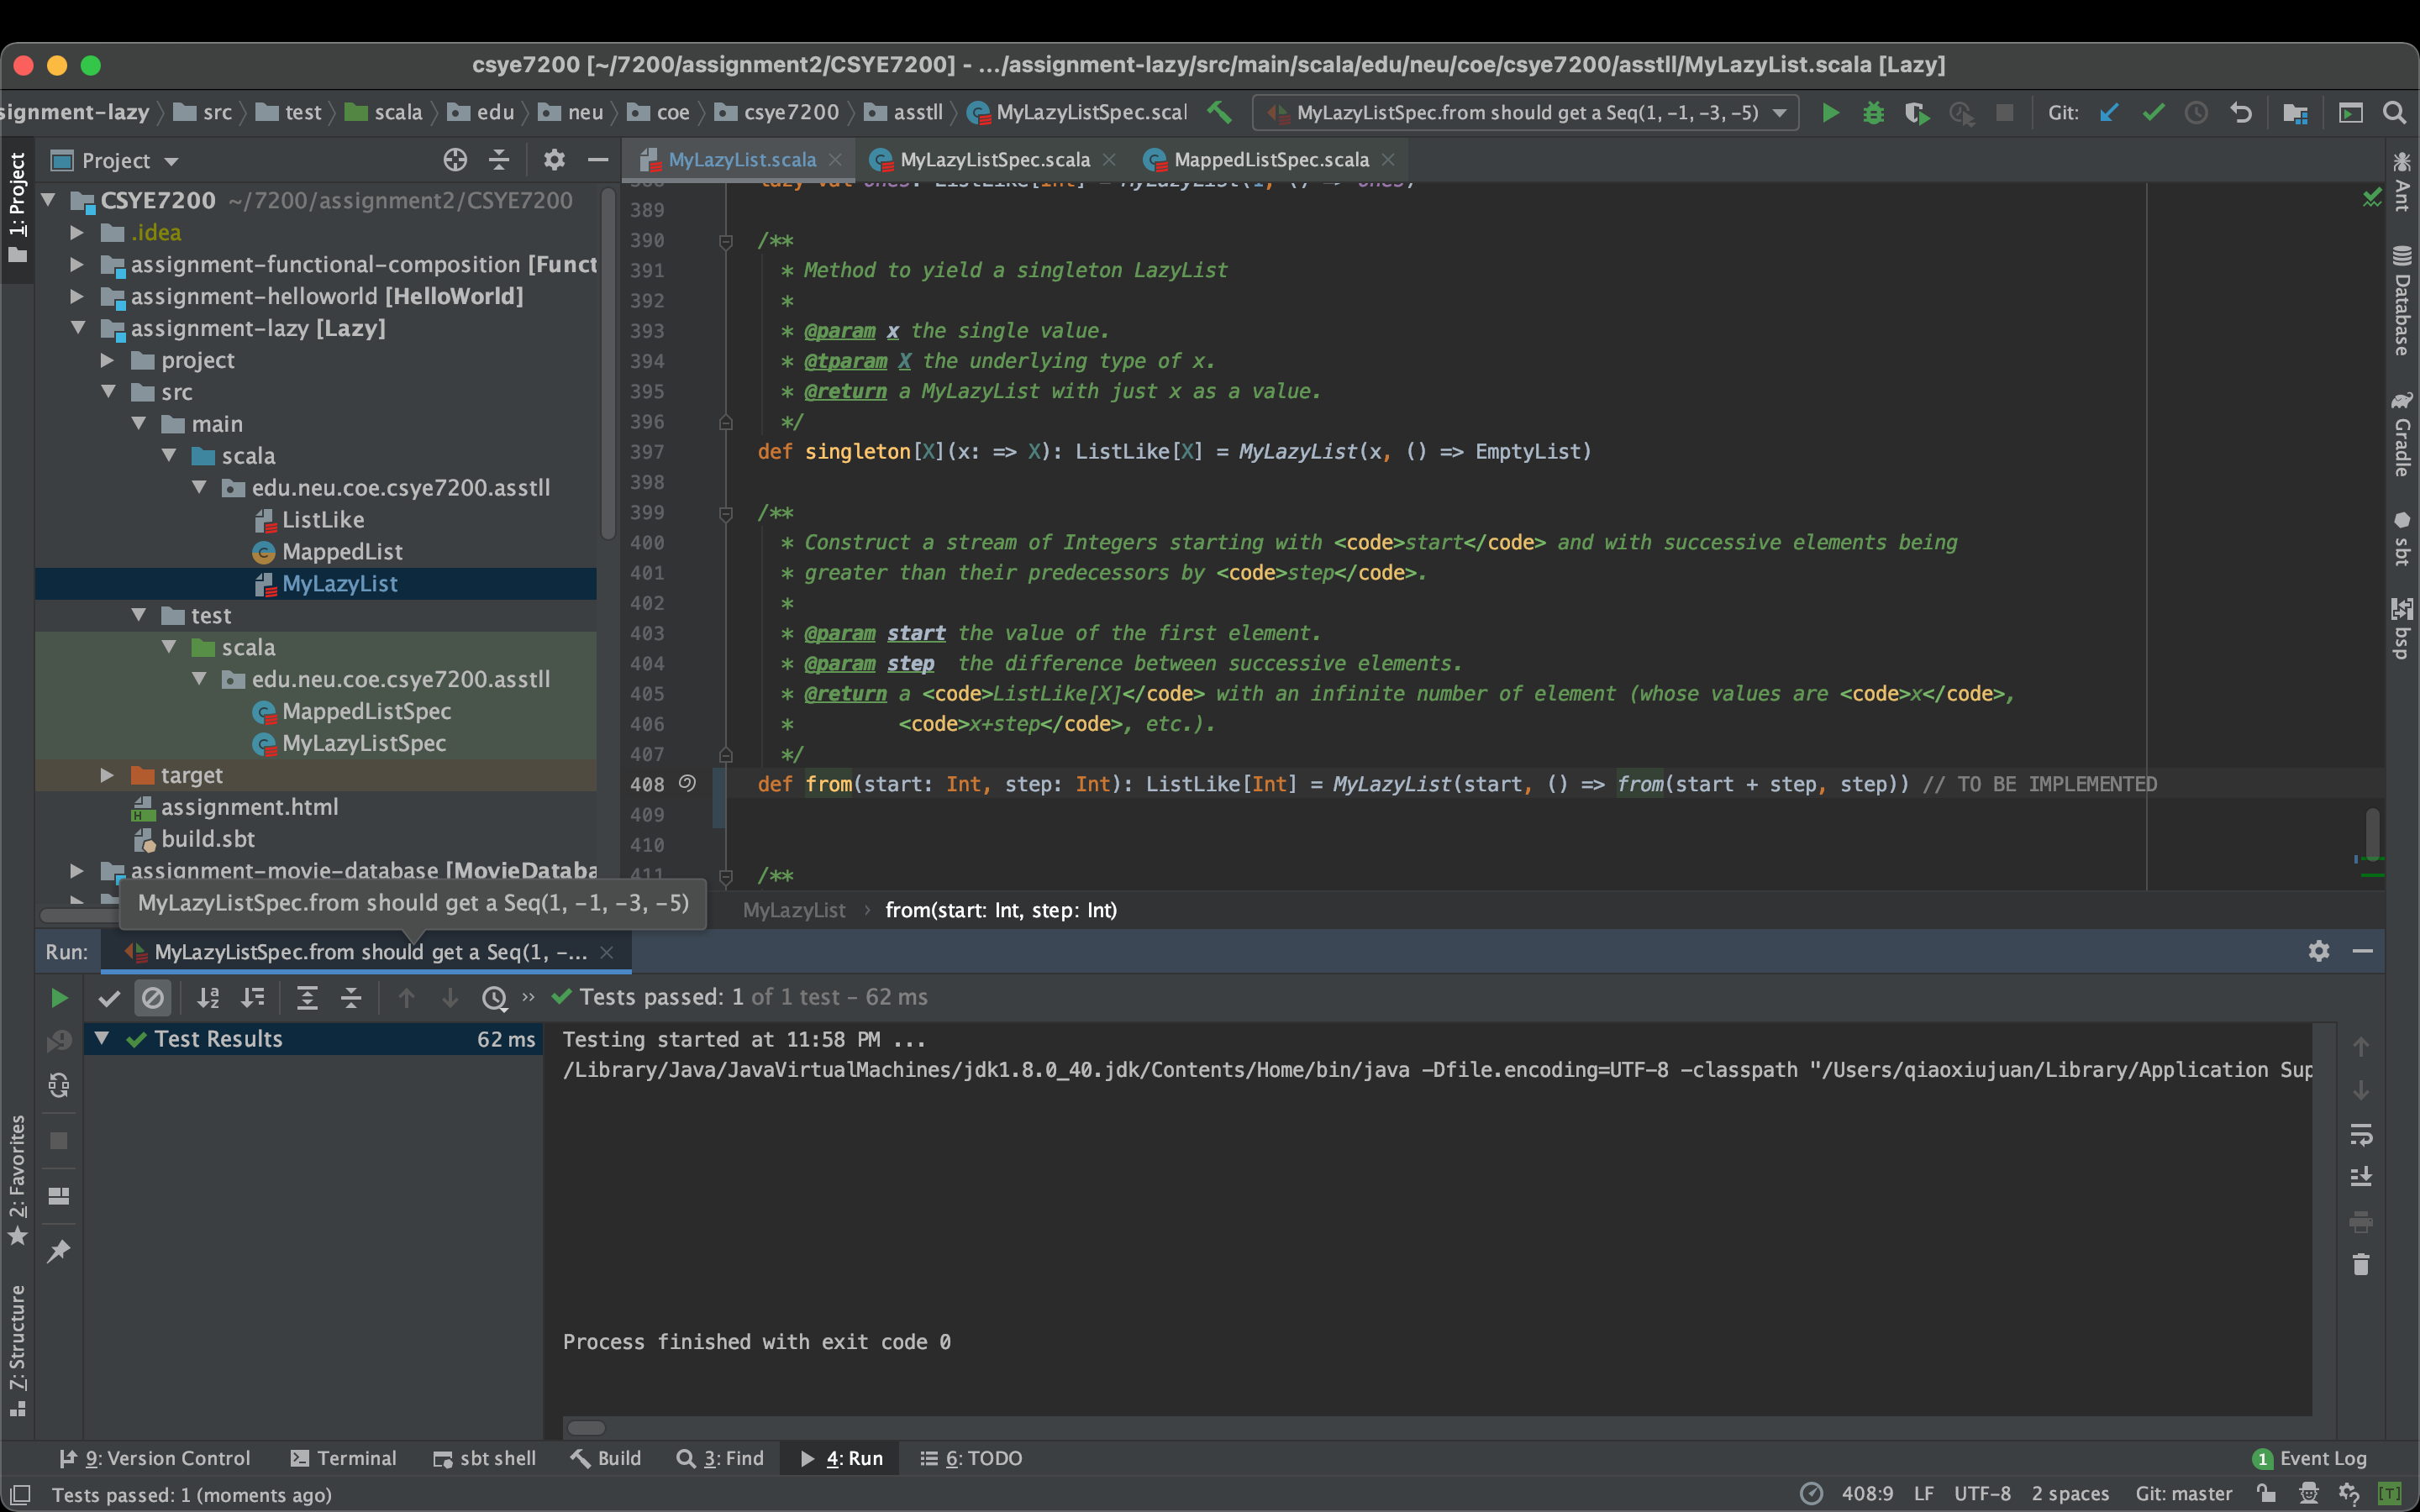 csye7200 [~/7200/assignment2/CSYE7200] – .../assignment-lazy/src/main/scala/edu/neu/coe/csye7200/asstll/MyLazyList.scala [Lazy]
signment-lazy src test scala edu neu coe csye7200 asstll MyLazyListSpec.scal MyLazyListSpec.from should get a Seq(1, -1, -3, -5) Git:
Project MyLazyList.scala MyLazyListSpec.scala MappedListSpec.scala
1: Project
Ant
Database
Gradle
sbt
bsp
CSYE7200 ~/7200/assignment2/CSYE7200
.idea
assignment-functional-composition [Funct
assignment-helloworld [HelloWorld]
assignment-lazy [Lazy]
project
src
main
scala
edu.neu.coe.csye7200.asstll
ListLike
MappedList
MyLazyList
test
scala
edu.neu.coe.csye7200.asstll
MappedListSpec
MyLazyListSpec
target
assignment.html
build.sbt
assignment-movie-database [MovieDataba
lazy val ones: ListLike[Int] = MyLazyList(1, () => ones)
389
390 /**
391 * Method to yield a singleton LazyList
392 *
393 * @param x the single value.
394 * @tparam X the underlying type of x.
395 * @return a MyLazyList with just x as a value.
396 */
397 def singleton[X](x: => X): ListLike[X] = MyLazyList(x, () => EmptyList)
398
399 /**
400 * Construct a stream of Integers starting with <code>start</code> and with successive elements being
401 * greater than their predecessors by <code>step</code>.
402 *
403 * @param start the value of the first element.
404 * @param step the difference between successive elements.
405 * @return a <code>ListLike[X]</code> with an infinite number of element (whose values are <code>x</code>,
406 * <code>x+step</code>, etc.).
407 */
408 def from(start: Int, step: Int): ListLike[Int] = MyLazyList(start, () => from(start + step, step)) // TO BE IMPLEMENTED
409
410
411 /**
MyLazyListSpec.from should get a Seq(1, -1, -3, -5)
MyLazyList › from(start: Int, step: Int)
Run: MyLazyListSpec.from should get a Seq(1, -...
Tests passed: 1 of 1 test – 62 ms
Test Results 62 ms
Testing started at 11:58 PM ...
/Library/Java/JavaVirtualMachines/jdk1.8.0_40.jdk/Contents/Home/bin/java -Dfile.encoding=UTF-8 -classpath "/Users/qiaoxiujuan/Library/Application Sup
Process finished with exit code 0
2: Favorites
7: Structure
9: Version Control Terminal sbt shell Build 3: Find 4: Run 6: TODO 1 Event Log
Tests passed: 1 (moments ago) 408:9 LF UTF-8 2 spaces Git: master [T]